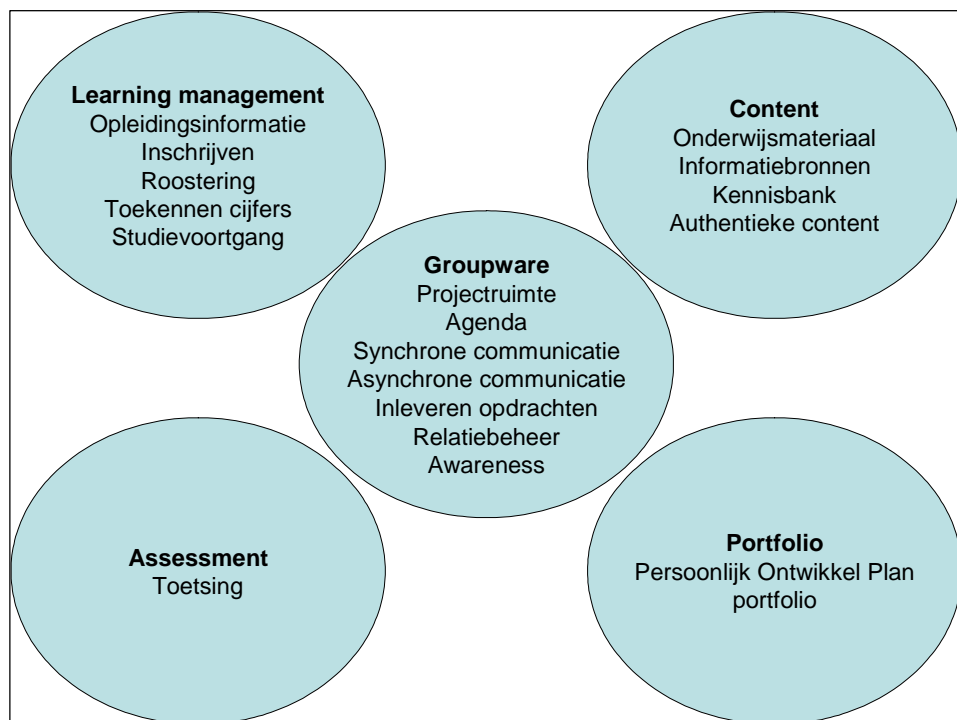 Learning management
Opleidingsinformatie
Inschrijven
Roostering
Toekennen cijfers
Studievoortgang
Content
Onderwijsmateriaal
Informatiebronnen
Kennisbank
Authentieke content
Groupware
Projectruimte
Agenda
Synchrone communicatie
Asynchrone communicatie
Inleveren opdrachten
Relatiebeheer
Awareness
Assessment
Toetsing
Portfolio
Persoonlijk Ontwikkel Plan
portfolio